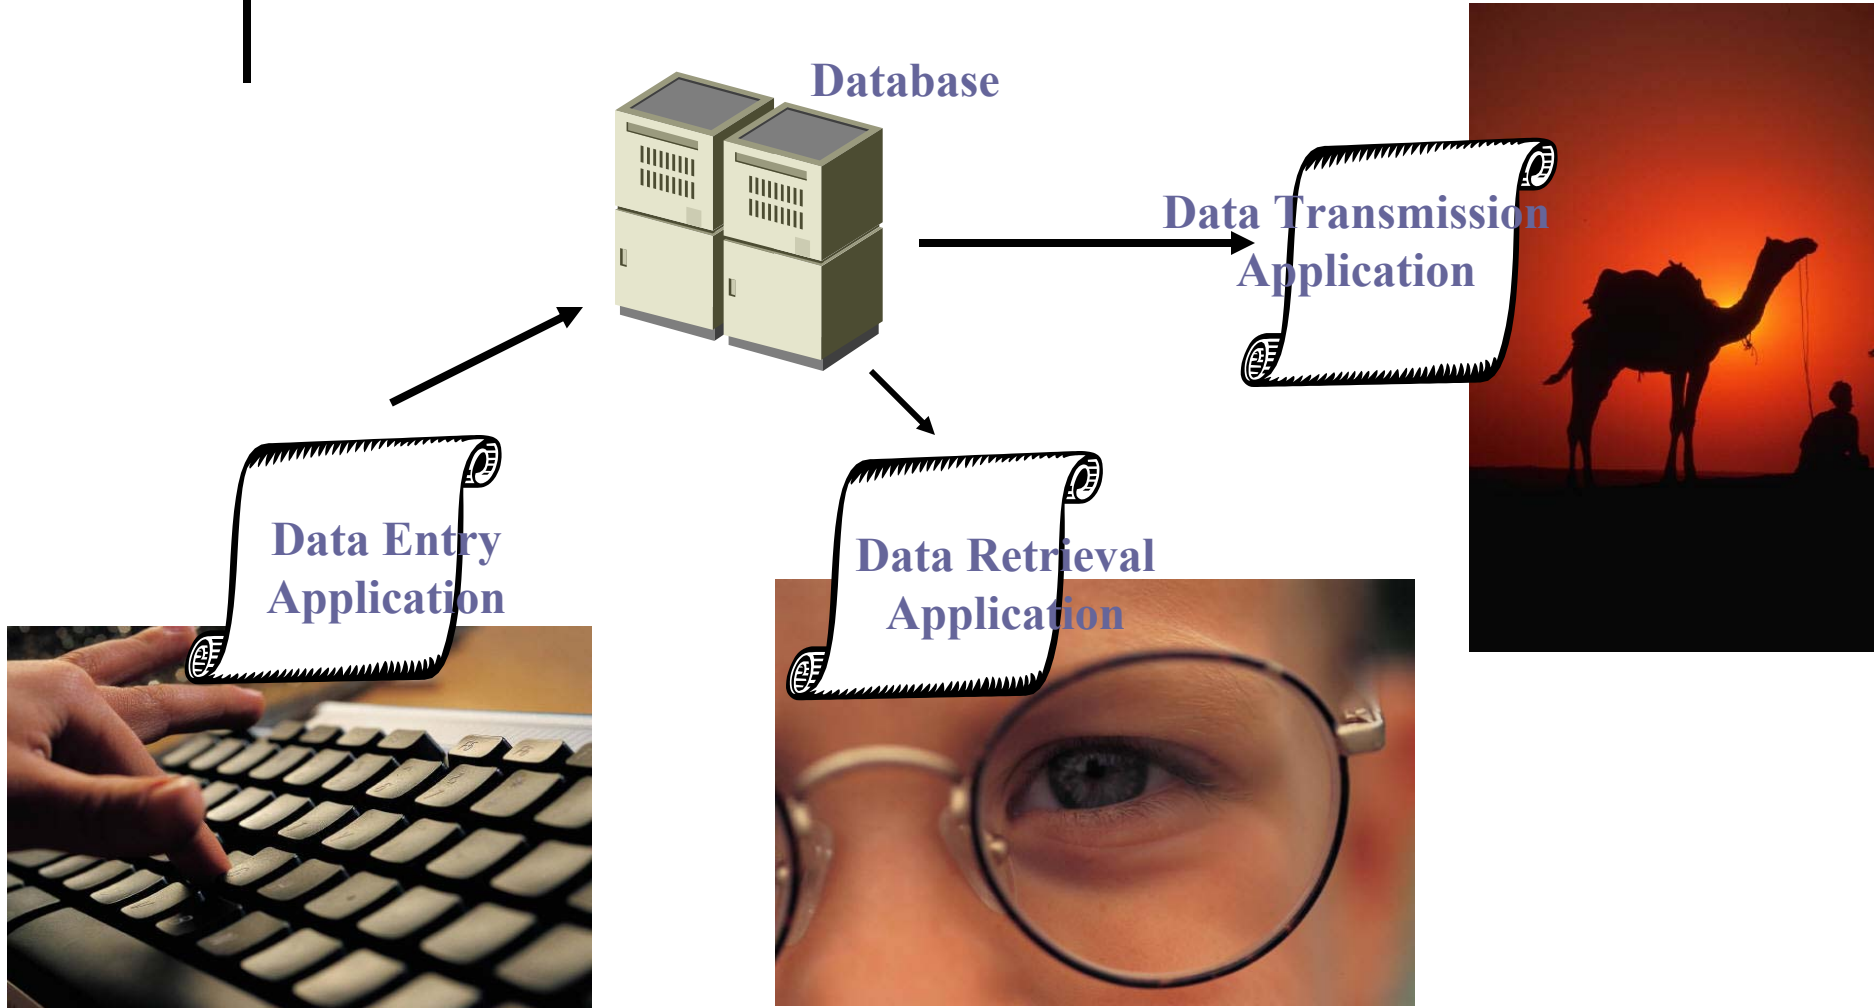 Database
Data Transmission
Application
Data Entry
Application
Data Retrieval
Application